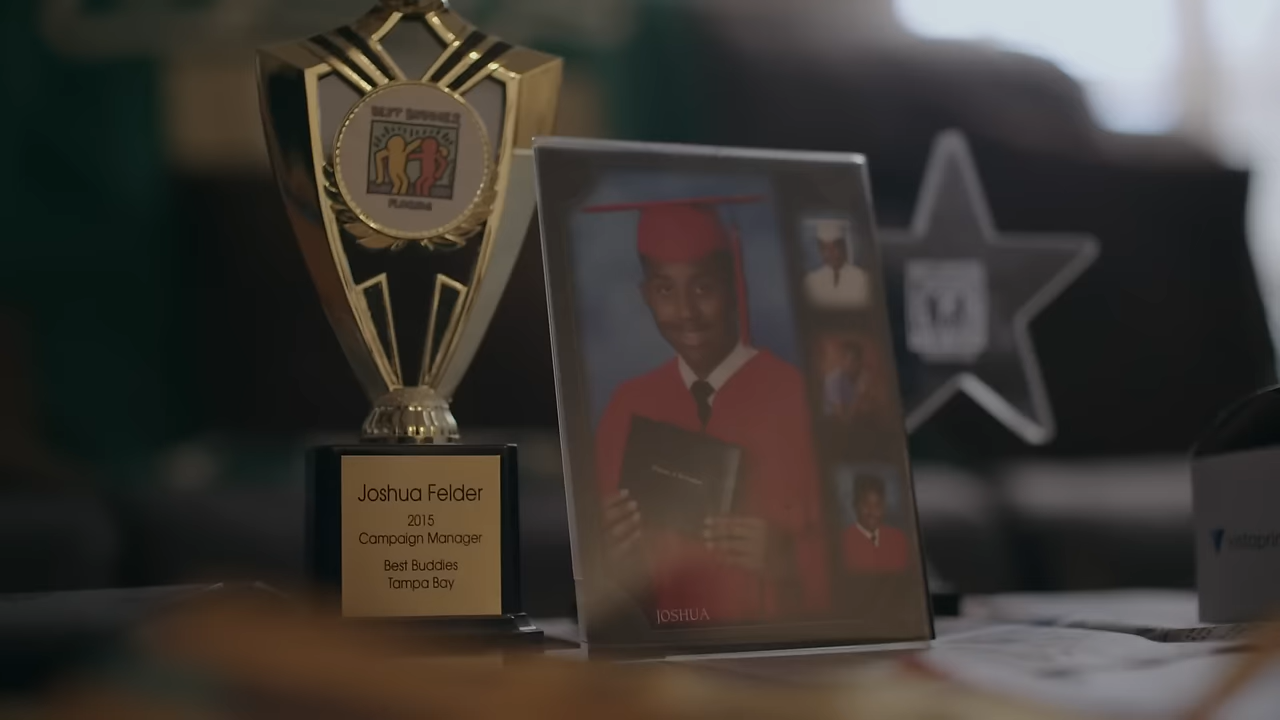 BEST BUDDIES
FLORIDA
Joshua Felder
2015
Campaign Manager
Best Buddies
Tampa Bay
JOSHUA